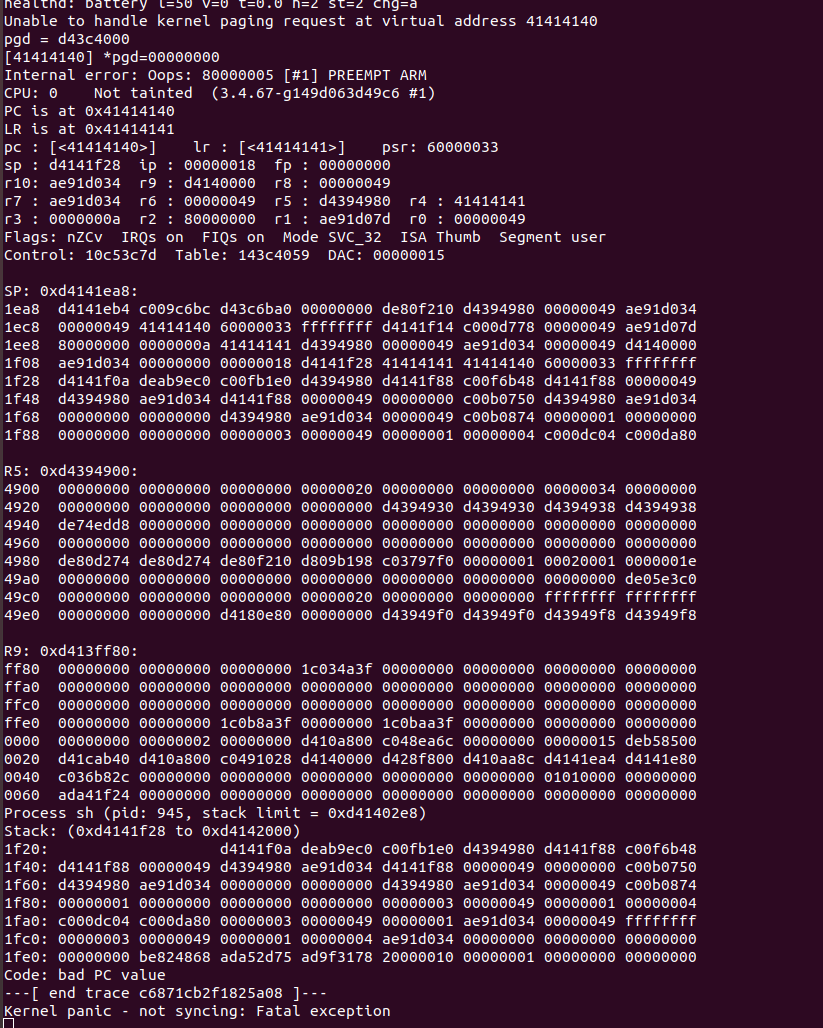 healthd: battery l=50 v=0 t=0.0 h=2 st=2 chg=a
Unable to handle kernel paging request at virtual address 41414140
pgd = d43c4000
[41414140] *pgd=00000000
Internal error: Oops: 80000005 [#1] PREEMPT ARM
CPU: 0    Not tainted  (3.4.67-g149d063d49c6 #1)
PC is at 0x41414140
LR is at 0x41414141
pc : [<41414140>]    lr : [<41414141>]    psr: 60000033
sp : d4141f28  ip : 00000018  fp : 00000000
r10: ae91d034  r9 : d4140000  r8 : 00000049
r7 : ae91d034  r6 : 00000049  r5 : d4394980  r4 : 41414141
r3 : 0000000a  r2 : 80000000  r1 : ae91d07d  r0 : 00000049
Flags: nZCv  IRQs on  FIQs on  Mode SVC_32  ISA Thumb  Segment user
Control: 10c53c7d  Table: 143c4059  DAC: 00000015
SP: 0xd4141ea8:
1ea8  d4141eb4 c009c6bc d43c6ba0 00000000 de80f210 d4394980 00000049 ae91d034
1ec8  00000049 41414140 60000033 ffffffff d4141f14 c000d778 00000049 ae91d07d
1ee8  80000000 0000000a 41414141 d4394980 00000049 ae91d034 00000049 d4140000
1f08  ae91d034 00000000 00000018 d4141f28 41414141 41414140 60000033 ffffffff
1f28  d4141f0a deab9ec0 c00fb1e0 d4394980 d4141f88 c00f6b48 d4141f88 00000049
1f48  d4394980 ae91d034 d4141f88 00000049 00000000 c00b0750 d4394980 ae91d034
1f68  00000000 00000000 d4394980 ae91d034 00000049 c00b0874 00000001 00000000
1f88  00000000 00000000 00000003 00000049 00000001 00000004 c000dc04 c000da80
R5: 0xd4394900:
4900  00000000 00000000 00000000 00000020 00000000 00000000 00000034 00000000
4920  00000000 00000000 00000000 00000000 d4394930 d4394930 d4394938 d4394938
4940  de74edd8 00000000 00000000 00000000 00000000 00000000 00000000 00000000
4960  00000000 00000000 00000000 00000000 00000000 00000000 00000000 00000000
4980  de80d274 de80d274 de80f210 d809b198 c03797f0 00000001 00020001 0000001e
49a0  00000000 00000000 00000000 00000000 00000000 00000000 00000000 de05e3c0
49c0  00000000 00000000 00000000 00000020 00000000 00000000 ffffffff ffffffff
49e0  00000000 00000000 d4180e80 00000000 d43949f0 d43949f0 d43949f8 d43949f8
R9: 0xd413ff80:
ff80  00000000 00000000 00000000 1c034a3f 00000000 00000000 00000000 00000000
ffa0  00000000 00000000 00000000 00000000 00000000 00000000 00000000 00000000
ffc0  00000000 00000000 00000000 00000000 00000000 00000000 00000000 00000000
ffe0  00000000 00000000 1c0b8a3f 00000000 1c0baa3f 00000000 00000000 00000000
0000  00000000 00000002 00000000 d410a800 c048ea6c 00000000 00000015 deb58500
0020  d41cab40 d410a800 c0491028 d4140000 d428f800 d410aa8c d4141ea4 d4141e80
0040  c036b82c 00000000 00000000 00000000 00000000 00000000 01010000 00000000
0060  ada41f24 00000000 00000000 00000000 00000000 00000000 00000000 00000000
Process sh (pid: 945, stack limit = 0xd41402e8)
Stack: (0xd4141f28 to 0xd4142000)
1f20:                   d4141f0a deab9ec0 c00fb1e0 d4394980 d4141f88 c00f6b48
1f40: d4141f88 00000049 d4394980 ae91d034 d4141f88 00000049 00000000 c00b0750
1f60: d4394980 ae91d034 00000000 00000000 d4394980 ae91d034 00000049 c00b0874
1f80: 00000001 00000000 00000000 00000000 00000003 00000049 00000001 00000004
1fa0: c000dc04 c000da80 00000003 00000049 00000001 ae91d034 00000049 ffffffff
1fc0: 00000003 00000049 00000001 00000004 ae91d034 00000000 00000000 00000000
1fe0: 00000000 be824868 ada52d75 ad9f3178 20000010 00000001 00000000 00000000
Code: bad PC value
---[ end trace c6871cb2f1825a08 ]---
Kernel panic - not syncing: Fatal exception